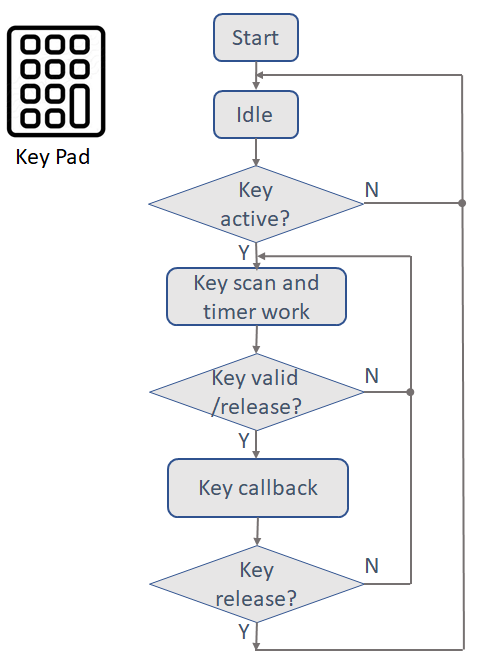 Start
Idle
Key Pad
Key
active?
N
Y
Key scan and
timer work
Key valid
/release?
N
Y
Key callback
Key
release?
N
Y